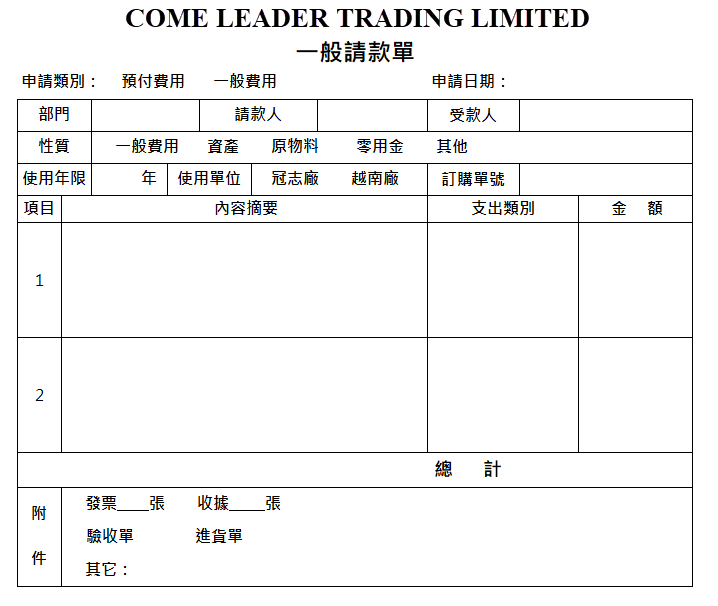 COME LEADER TRADING LIMITED
一般請款單
申請類別： 預付費用 一般費用 申請日期：
部門 請款人 受款人
性質 一般費用 資產 原物料 零用金 其他
使用年限 年 使用單位 冠志廠 越南廠 訂購單號
項目 內容摘要 支出類別 金 額
1
2
總 計
附
件
發票____張 收據____張
驗收單 進貨單
其它：